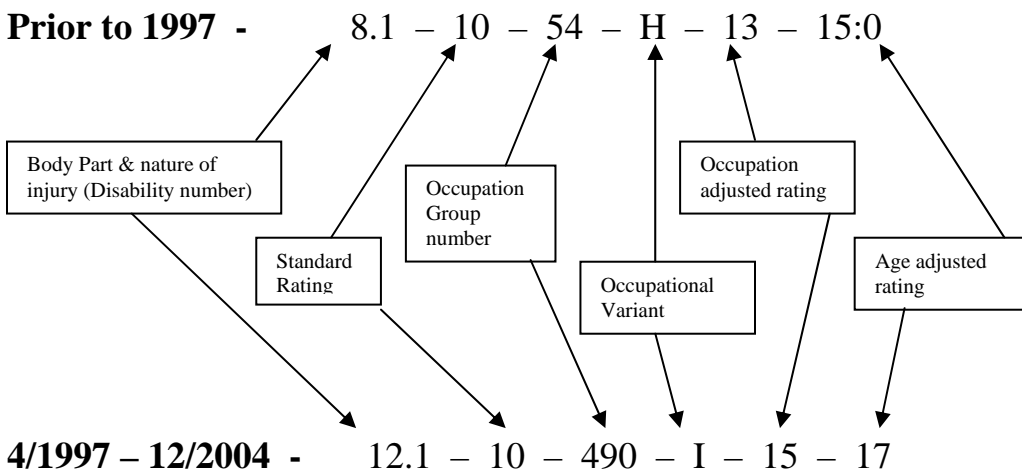 Prior to 1997 - 8.1 – 10 – 54 – H – 13 – 15:0
Body Part & nature of
injury (Disability number)
Standard
Rating
Occupation
Group
number
Occupational
Variant
Occupation
adjusted rating
Age adjusted
rating
4/1997 – 12/2004 - 12.1 – 10 – 490 – I – 15 – 17